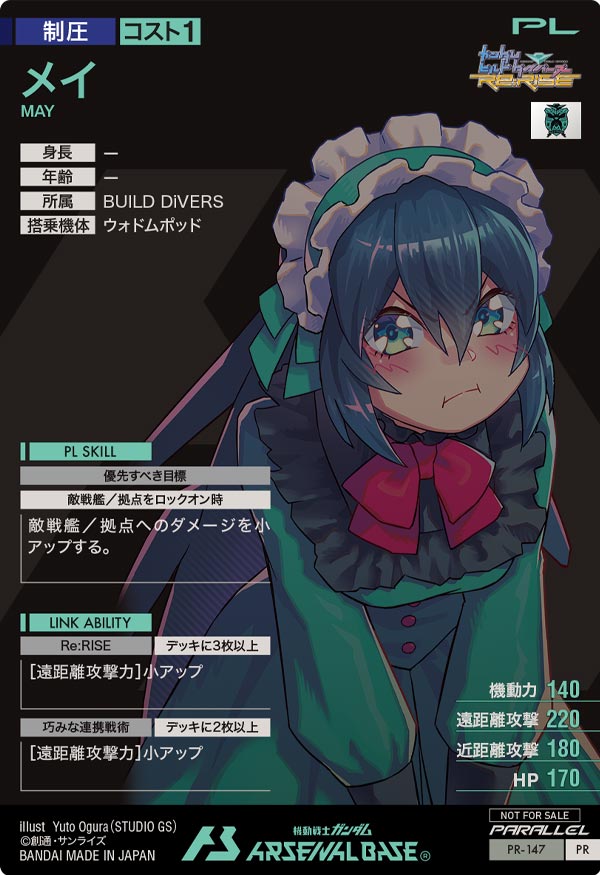 制圧 コスト1
PL
メイ
MAY
Re:RISE
身長 ー
年齢 ー
所属 BUILD DiVERS
搭乗機体 ウォドムポッド
PL SKILL
優先すべき目標
敵戦艦／拠点をロックオン時
敵戦艦／拠点へのダメージを小
アップする。
LINK ABILITY
Re:RISE デッキに3枚以上
[遠距離攻撃力]小アップ
巧みな連携戦術 デッキに2枚以上
[遠距離攻撃力]小アップ
機動力 140
遠距離攻撃 220
近距離攻撃 180
HP 170
illust Yuto Ogura(STUDIO GS)
©創通・サンライズ
BANDAI MADE IN JAPAN
機動戦士ガンダム
ARSENAL BASE®
NOT FOR SALE
PARALLEL
PR-147 PR